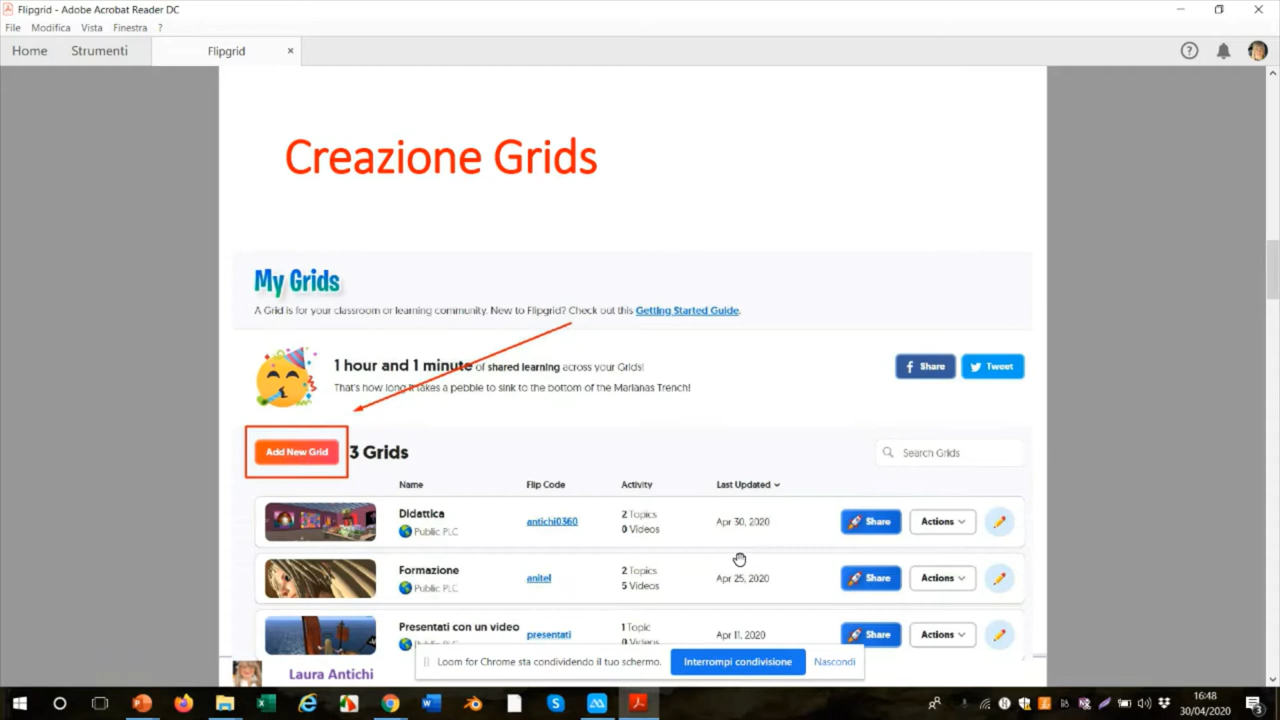 Flipgrid - Adobe Acrobat Reader DC
File Modifica Vista Finestra ?
Home Strumenti Flipgrid
Creazione Grids
My Grids
A Grid is for your classroom or learning community. New to Flipgrid? Check out this Getting Started Guide.
1 hour and 1 minute of shared learning across your Grids!
That's how long it takes a pebble to sink to the bottom of the Marianas Trench!
Share Tweet
Add New Grid 3 Grids Search Grids
Name Flip Code Activity Last Updated
Didattica antichi0360 2 Topics Apr 30, 2020 Share Actions
Public PLC 0 Videos
Formazione anitel 2 Topics Apr 25, 2020 Share Actions
Public PLC 5 Videos
Presentati con un video presentati 1 Topic Apr 11, 2020 Share Actions
Public PLC 0 Videos
Loom for Chrome sta condividendo il tuo schermo. Interrompi condivisione Nascondi
Laura Antichi
16:48
30/04/2020
3